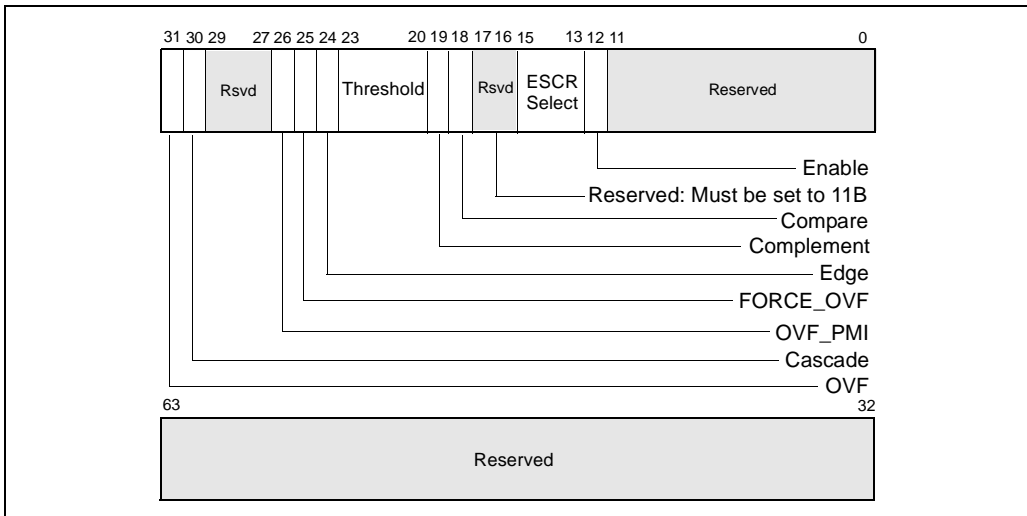 31 30 29 27 26 25 24 23 20 19 18 17 16 15 13 12 11 0
Rsvd
Threshold
Rsvd
ESCR
Select
Reserved
Enable
Reserved: Must be set to 11B
Compare
Complement
Edge
FORCE_OVF
OVF_PMI
Cascade
OVF
63 32
Reserved